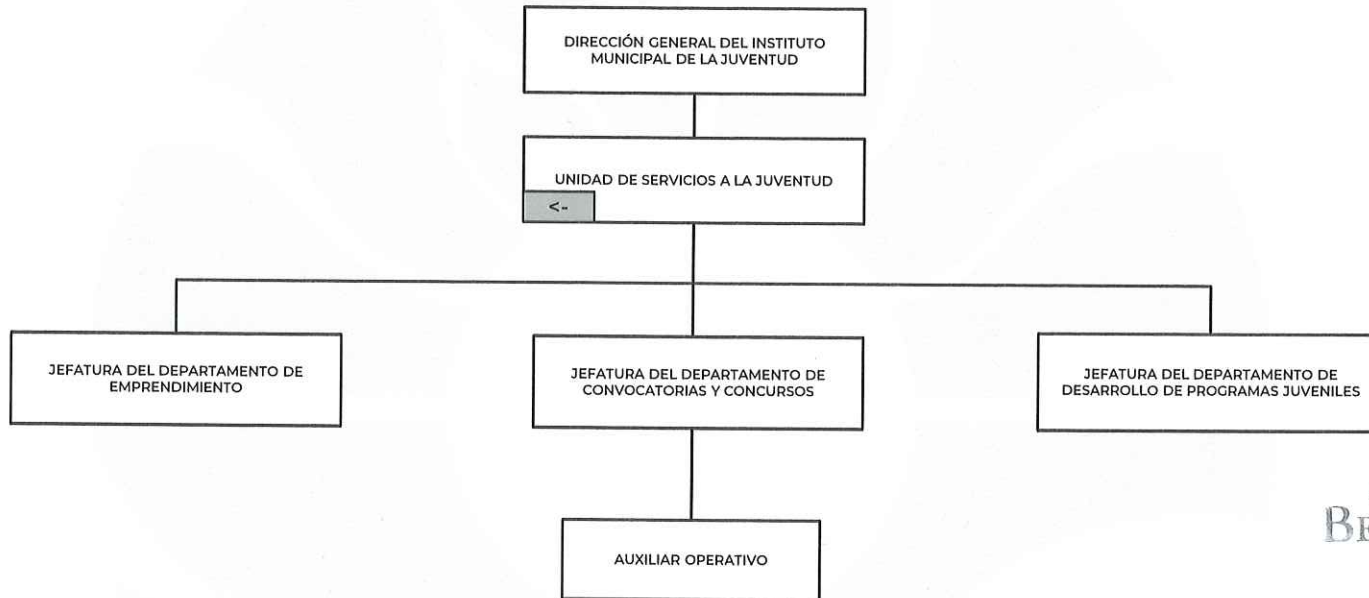 DIRECCIÓN GENERAL DEL INSTITUTO
MUNICIPAL DE LA JUVENTUD
UNIDAD DE SERVICIOS A LA JUVENTUD
<-
JEFATURA DEL DEPARTAMENTO DE
EMPRENDIMIENTO
JEFATURA DEL DEPARTAMENTO DE
CONVOCATORIAS Y CONCURSOS
JEFATURA DEL DEPARTAMENTO DE
DESARROLLO DE PROGRAMAS JUVENILES
AUXILIAR OPERATIVO